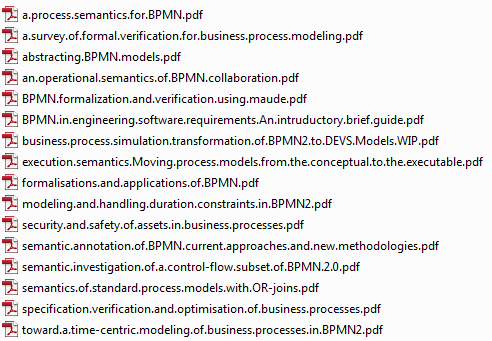 a.process.semantics.for.BPMN.pdf
a.survey.of.formal.verification.for.business.process.modeling.pdf
abstracting.BPMN.models.pdf
an.operational.semantics.of.BPMN.collaboration.pdf
BPMN.formalization.and.verification.using.maude.pdf
BPMN.in.engineering.software.requirements.An.intruductory.brief.guide.pdf
business.process.simulation.transformation.of.BPMN2.to.DEVS.Models.WIP.pdf
execution.semantics.Moving.process.models.from.the.conceptual.to.the.executable.pdf
formalisations.and.applications.of.BPMN.pdf
modeling.and.handling.duration.constraints.in.BPMN2.pdf
security.and.safety.of.assets.in.business.processes.pdf
semantic.annotation.of.BPMN.current.approaches.and.new.methodologies.pdf
semantic.investigation.of.a.control-flow.subset.of.BPMN.2.0.pdf
semantics.of.standard.process.models.with.OR-joins.pdf
specification.verification.and.optimisation.of.business.processes.pdf
toward.a.time-centric.modeling.of.business.processes.in.BPMN2.pdf